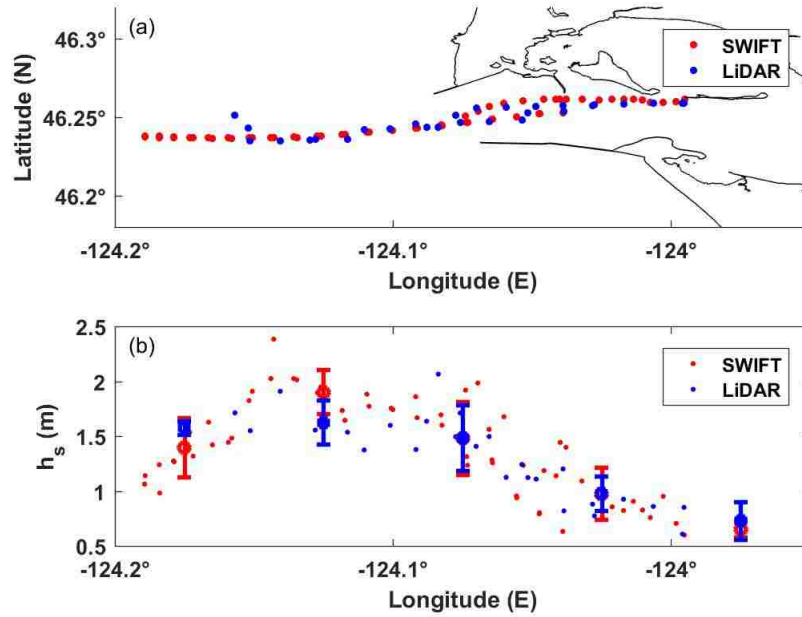 (a)
SWIFT
LiDAR
46.3°
46.25°
46.2°
Latitude (N)
-124.2° -124.1° -124°
Longitude (E)
(b)
SWIFT
LiDAR
2.5
2
1.5
1
0.5
h_s (m)
-124.2° -124.1° -124°
Longitude (E)